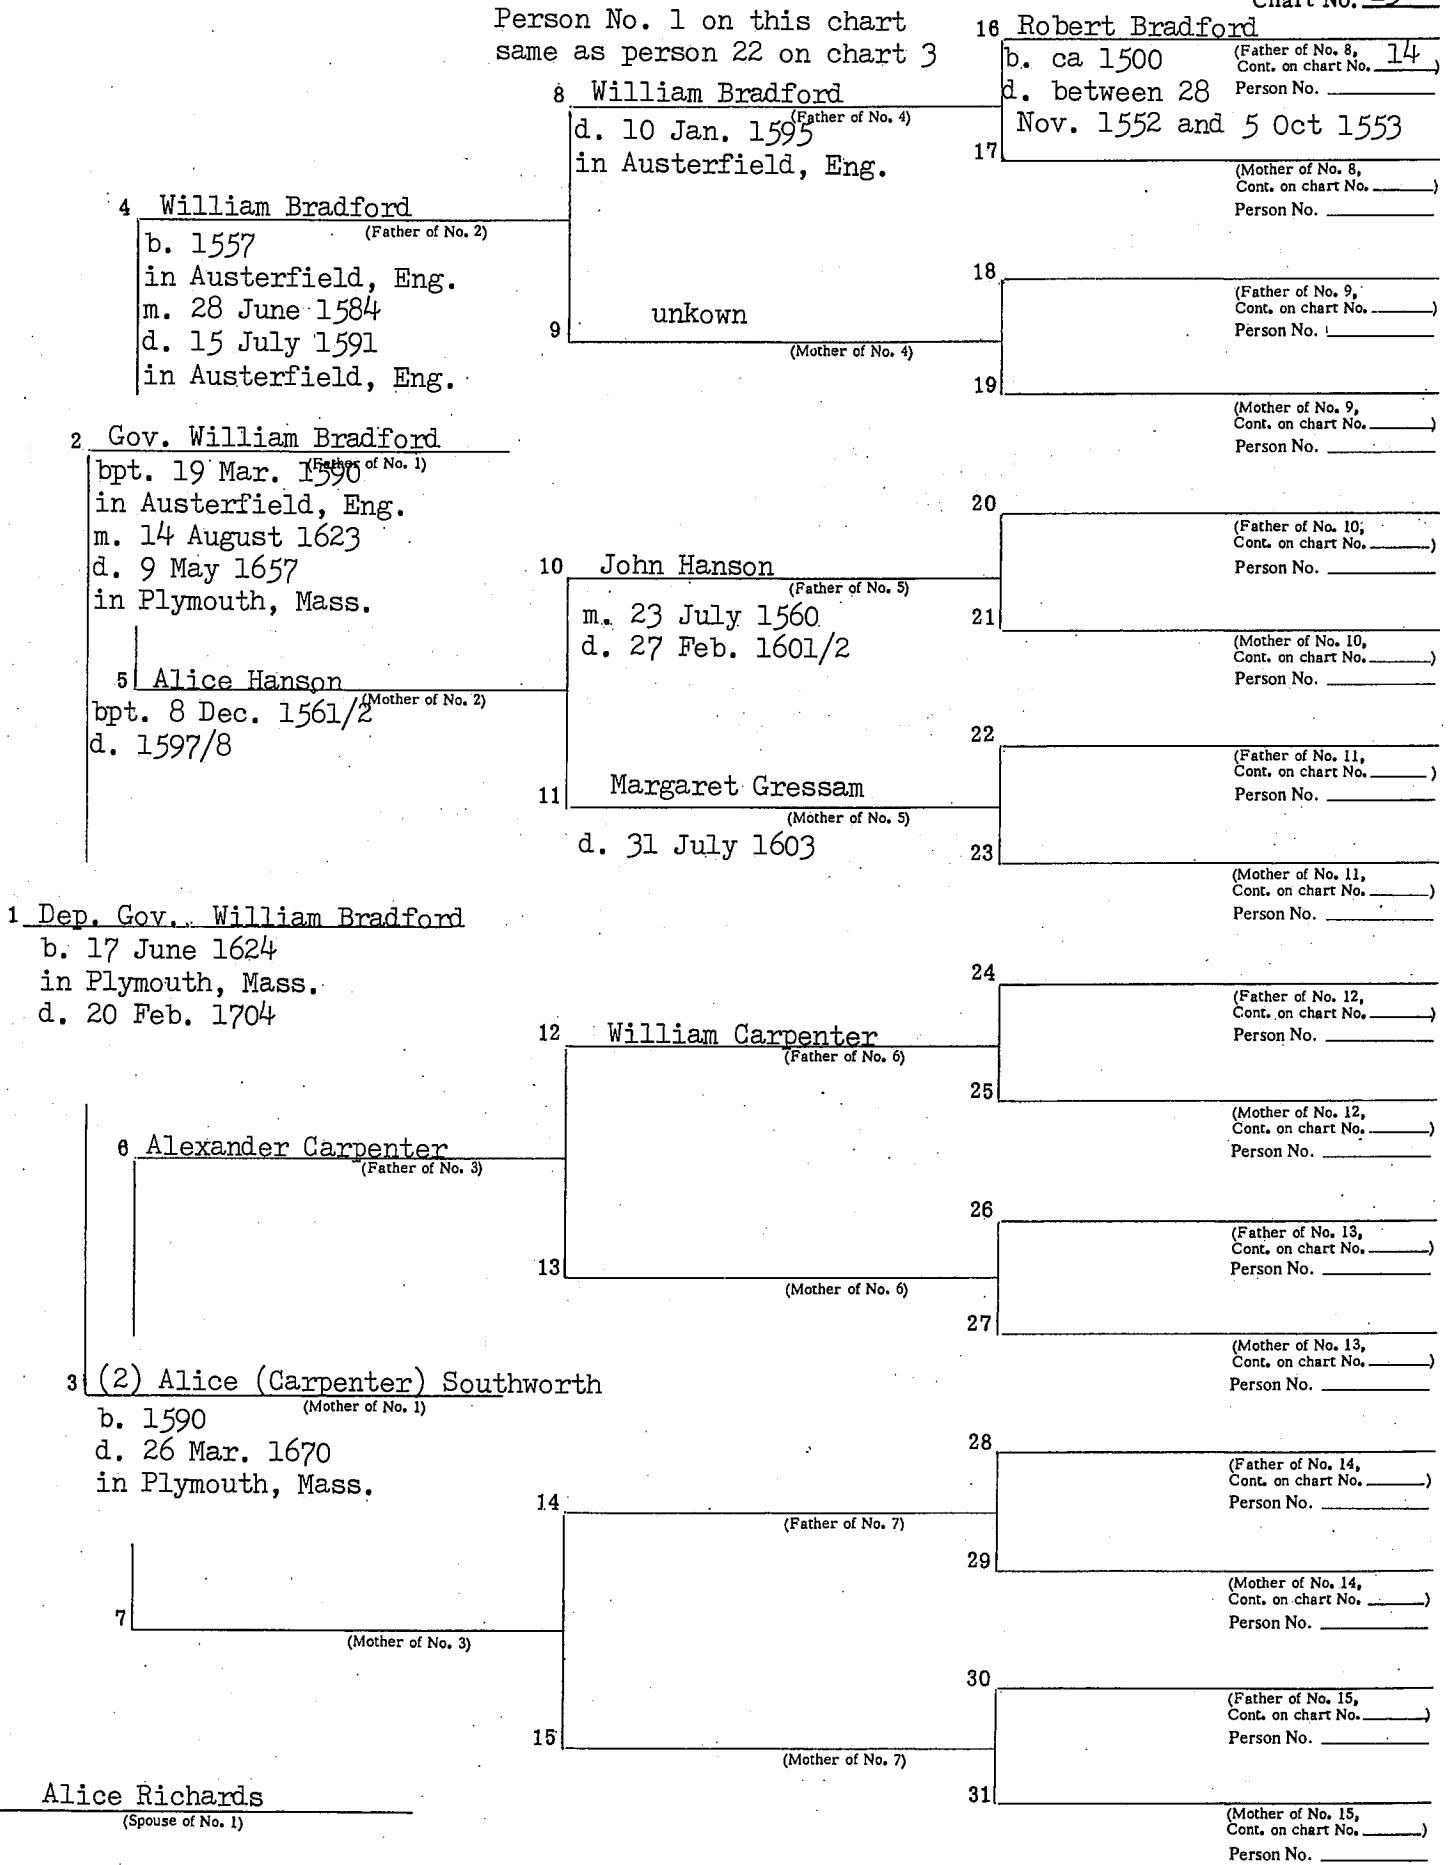 Chart No.
Person No. 1 on this chart
same as person 22 on chart 3
16 Robert Bradford
b. ca 1500
(Father of No. 8,
Cont. on chart No. 14)
d. between 28
Person No.
Nov. 1552 and 5 Oct 1553
8 William Bradford
(Father of No. 4)
d. 10 Jan. 1595
in Austerfield, Eng.
17
(Mother of No. 8,
Cont. on chart No. )
Person No.
4 William Bradford
(Father of No. 2)
b. 1557
in Austerfield, Eng.
m. 28 June 1584
d. 15 July 1591
in Austerfield, Eng.
18
(Father of No. 9,
Cont. on chart No. )
Person No.
9 unkown
(Mother of No. 4)
19
(Mother of No. 9,
Cont. on chart No. )
Person No.
2 Gov. William Bradford
(Father of No. 1)
bpt. 19 Mar. 1590
in Austerfield, Eng.
m. 14 August 1623
d. 9 May 1657
in Plymouth, Mass.
20
(Father of No. 10,
Cont. on chart No. )
Person No.
10 John Hanson
(Father of No. 5)
m. 23 July 1560
d. 27 Feb. 1601/2
21
(Mother of No. 10,
Cont. on chart No. )
Person No.
5 Alice Hanson
(Mother of No. 2)
bpt. 8 Dec. 1561/2
d. 1597/8
22
(Father of No. 11,
Cont. on chart No. )
Person No.
11 Margaret Gressam
(Mother of No. 5)
d. 31 July 1603
23
(Mother of No. 11,
Cont. on chart No. )
Person No.
1 Dep. Gov. William Bradford
b. 17 June 1624
in Plymouth, Mass.
d. 20 Feb. 1704
24
(Father of No. 12,
Cont. on chart No. )
Person No.
12 William Carpenter
(Father of No. 6)
25
(Mother of No. 12,
Cont. on chart No. )
Person No.
6 Alexander Carpenter
(Father of No. 3)
26
(Father of No. 13,
Cont. on chart No. )
Person No.
13
(Mother of No. 6)
27
(Mother of No. 13,
Cont. on chart No. )
Person No.
3 (2) Alice (Carpenter) Southworth
(Mother of No. 1)
b. 1590
d. 26 Mar. 1670
in Plymouth, Mass.
28
(Father of No. 14,
Cont. on chart No. )
Person No.
14
(Father of No. 7)
29
(Mother of No. 14,
Cont. on chart No. )
Person No.
7
(Mother of No. 3)
30
(Father of No. 15,
Cont. on chart No. )
Person No.
15
(Mother of No. 7)
31
(Mother of No. 15,
Cont. on chart No. )
Person No.
Alice Richards
(Spouse of No. 1)